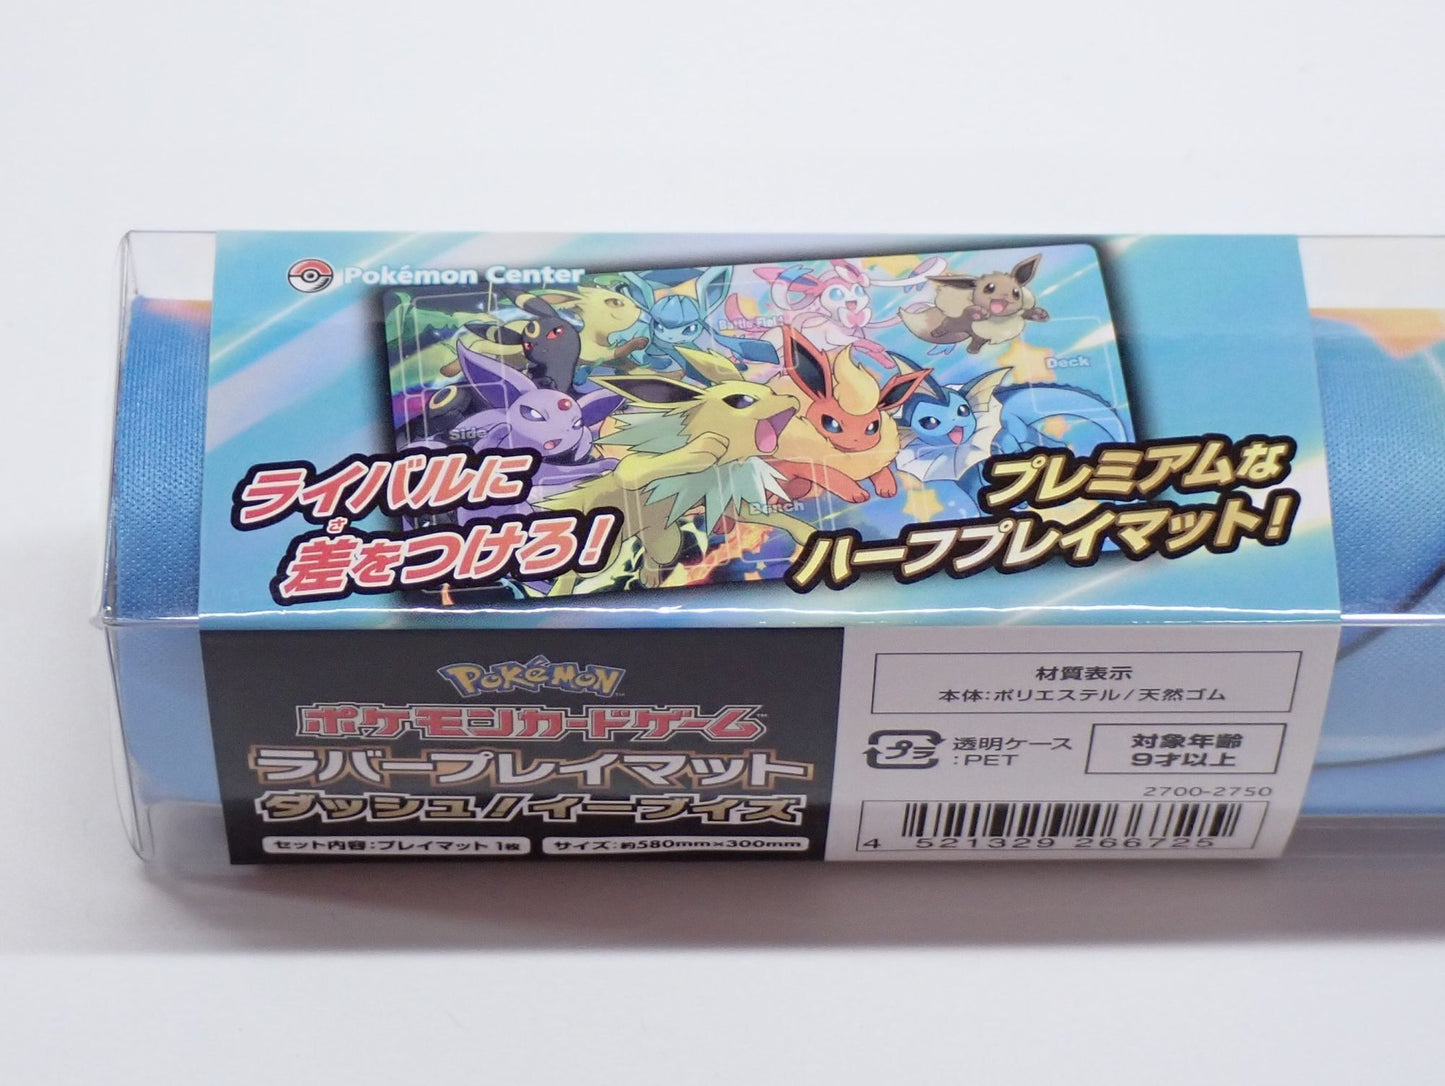 Pokémon Center
Battle Field
Deck
Side
Bench
ライバルに
さ
差をつけろ!
プレミアムな
ハーフプレイマット!
POKéMON™
ポケモンカードゲーム™
ラバープレイマット
ダッシュ!イーブイズ
セット内容:プレイマット 1枚
サイズ:約580mm×300mm
材質表示
本体:ポリエステル/天然ゴム
プラ
透明ケース
:PET
対象年齢
9才以上
2700-2750
4 521329 266725